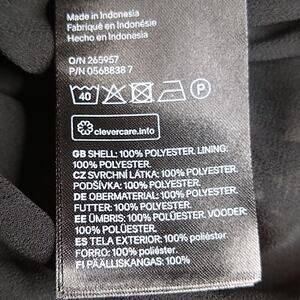 Made in Indonesia
Fabriqué en Indonésie
Hecho en Indonesia
O/N 265957
P/N 0568838 7
40
P
clevercare.info
GB SHELL: 100% POLYESTER. LINING:
100% POLYESTER.
CZ SVRCHNÍ LÁTKA: 100% POLYESTER.
PODŠÍVKA: 100% POLYESTER.
DE OBERMATERIAL: 100% POLYESTER.
FUTTER: 100% POLYESTER.
EE ÜMBRIS: 100% POLÜESTER. VOODER:
100% POLÜESTER.
ES TELA EXTERIOR: 100% poliéster.
FORRO: 100% poliéster.
FI PÄÄLLISKANGAS: 100%